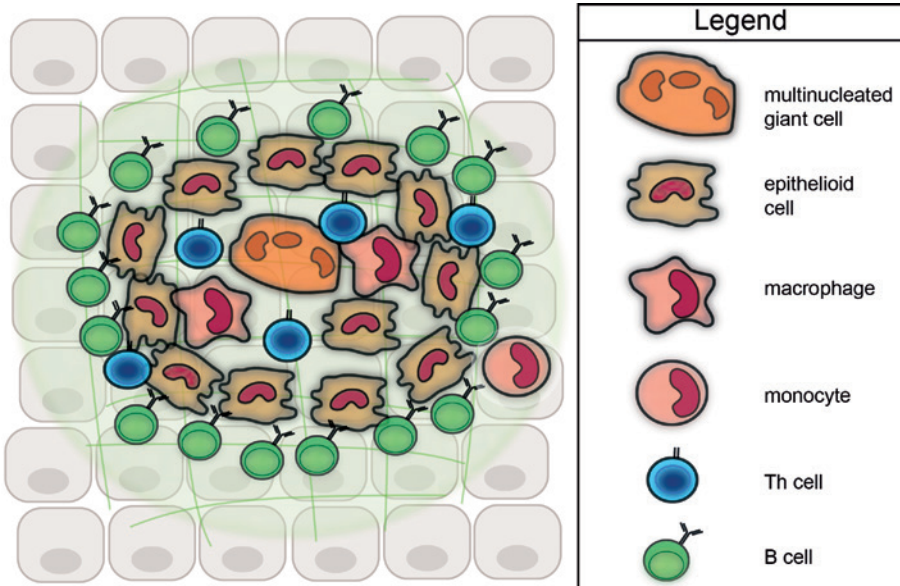 Legend
multinucleated
giant cell
epithelioid
cell
macrophage
monocyte
Th cell
B cell